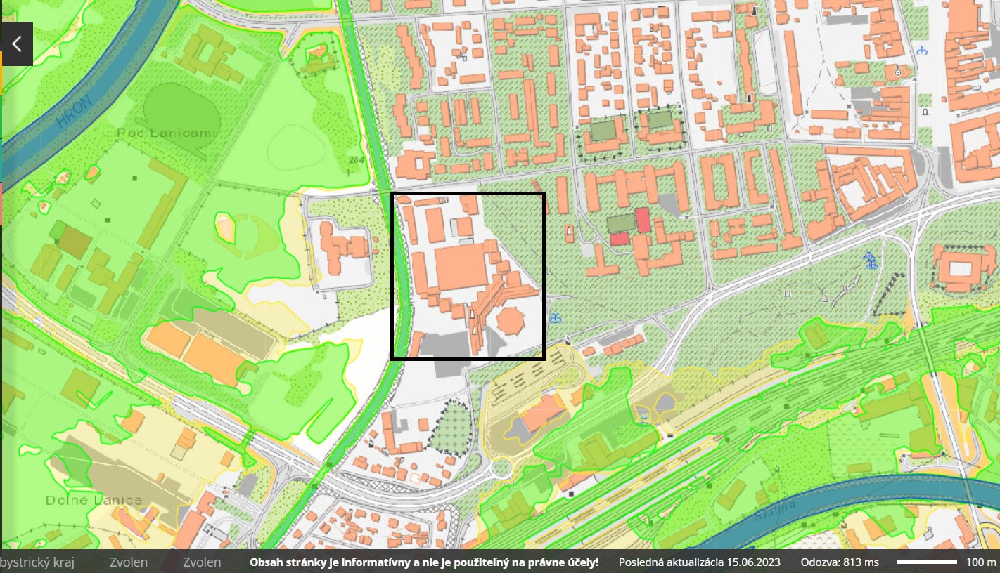 HRON
Pod Lanicami
284
Dolné Lanice
Slatina
bystrický kraj Zvolen Zvolen Obsah stránky je informatívny a nie je použiteľný na právne účely! Posledná aktualizácia 15.06.2023 Odozva: 813 ms 100 m